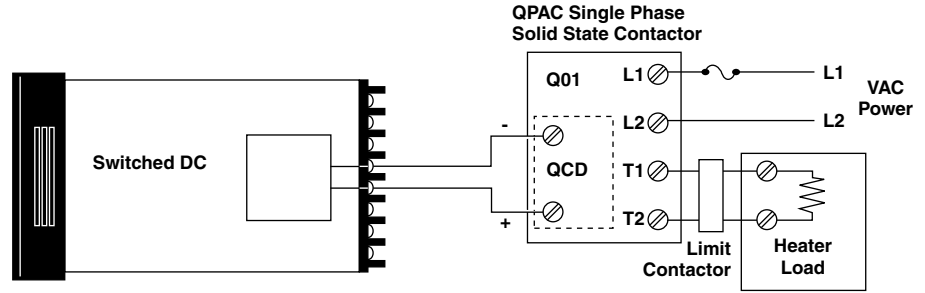 QPAC Single Phase
Solid State Contactor
Q01
L1
L1
VAC
Power
L2
L2
-
Switched DC
QCD
T1
+
T2
Limit
Contactor
Heater
Load